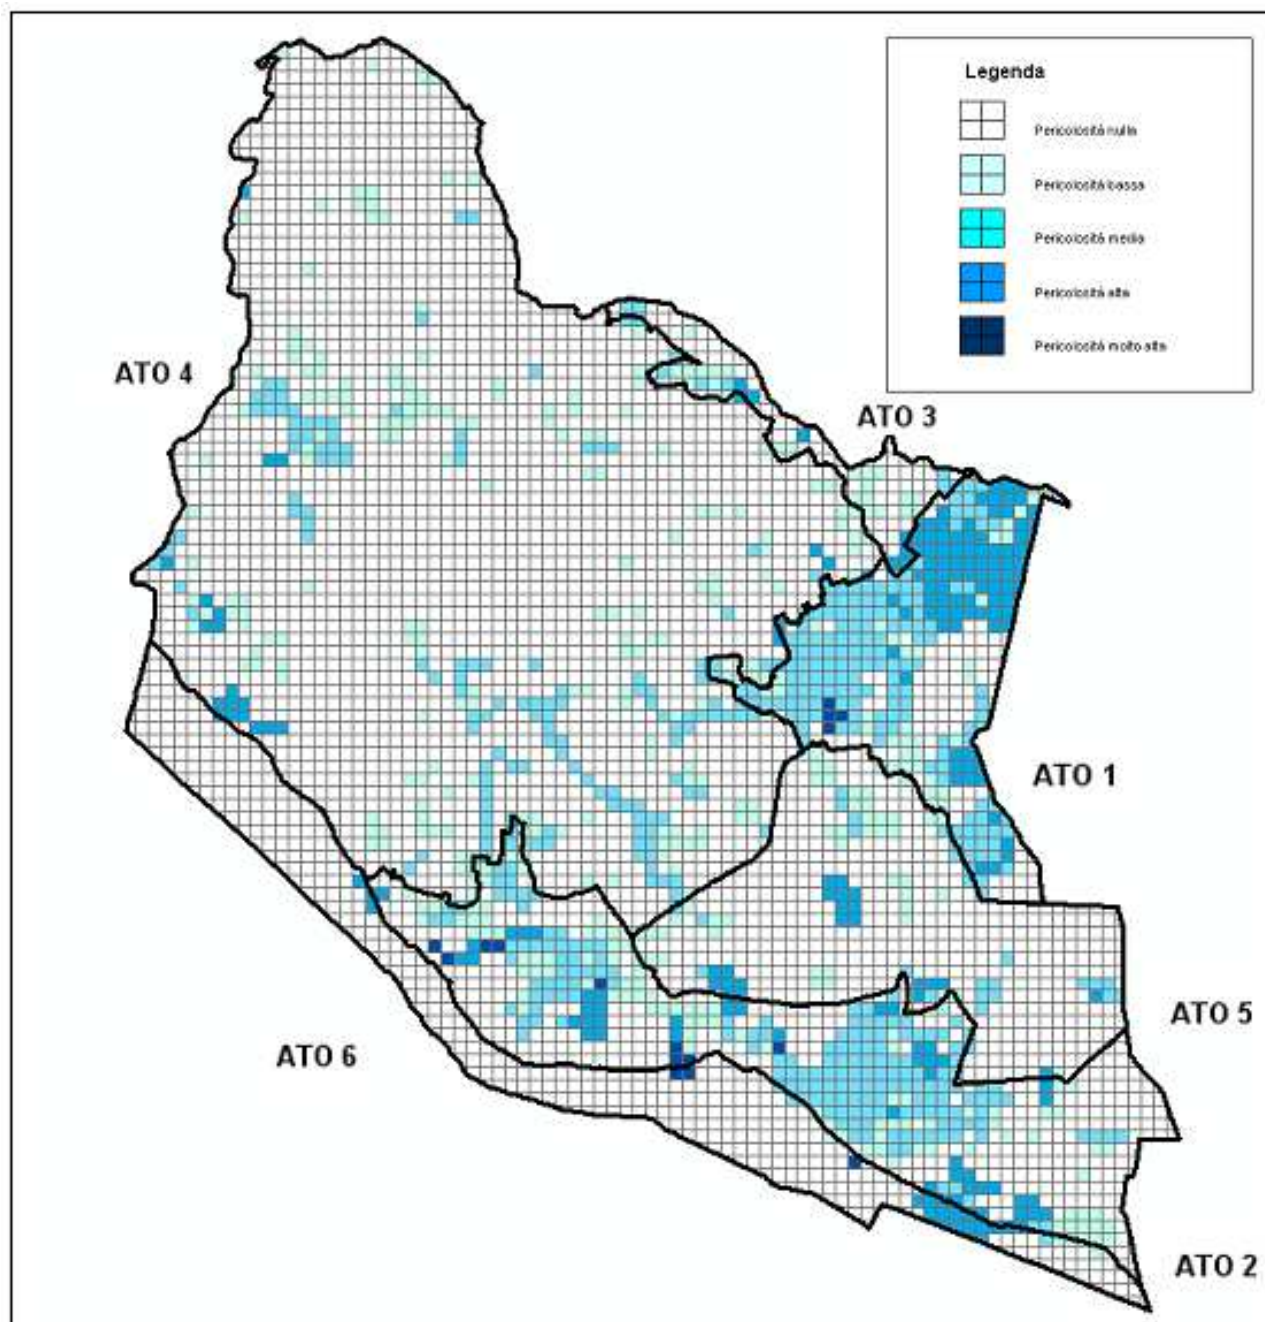 Legenda
Pericolosità nulla
Pericolosità bassa
Pericolosità media
Pericolosità alta
Pericolosità molto alta
ATO 4
ATO 3
ATO 1
ATO 5
ATO 6
ATO 2